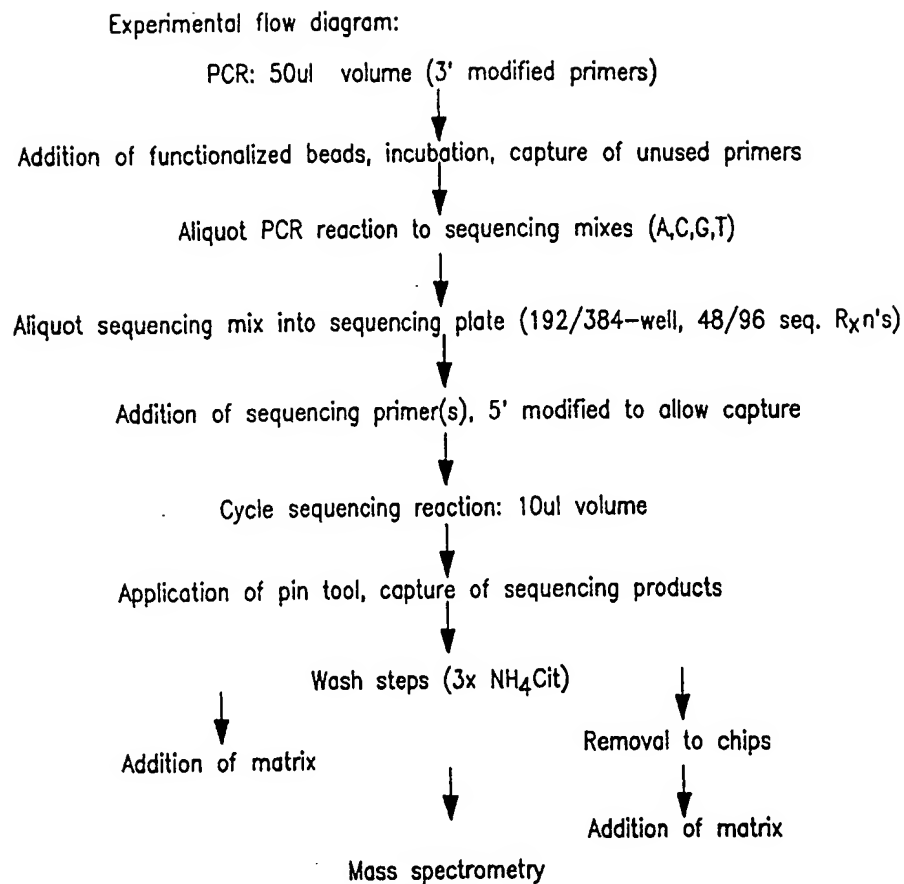 Experimental flow diagram:
PCR: 50ul volume (3' modified primers)
Addition of functionalized beads, incubation, capture of unused primers
Aliquot PCR reaction to sequencing mixes (A,C,G,T)
Aliquot sequencing mix into sequencing plate (192/384-well, 48/96 seq. RXn's)
Addition of sequencing primer(s), 5' modified to allow capture
Cycle sequencing reaction: 10ul volume
Application of pin tool, capture of sequencing products
Wash steps (3x NH4Cit)
Addition of matrix
Removal to chips
Addition of matrix
Mass spectrometry